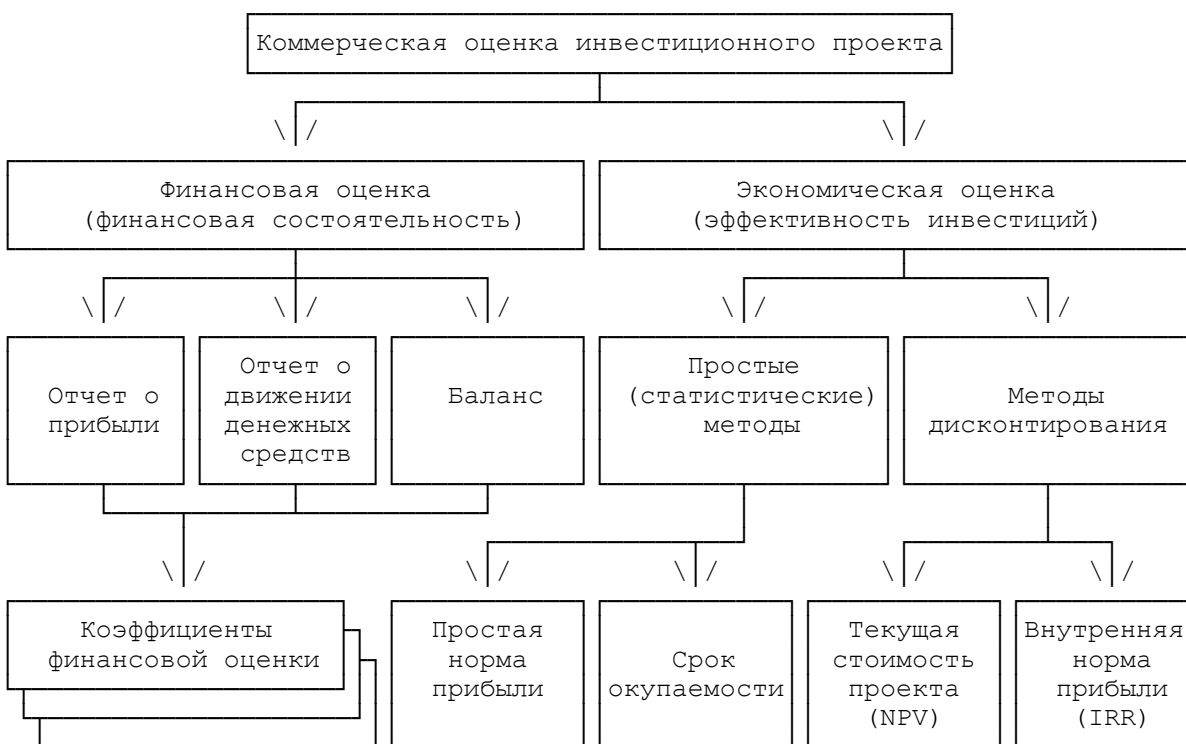 Коммерческая оценка инвестиционного проекта
Финансовая оценка
(финансовая состоятельность)
Экономическая оценка
(эффективность инвестиций)
Отчет о
прибыли
Отчет о
движении
денежных
средств
Баланс
Простые
(статистические)
методы
Методы
дисконтирования
Коэффициенты
финансовой оценки
Простая
норма
прибыли
Срок
окупаемости
Текущая
стоимость
проекта
(NPV)
Внутренняя
норма
прибыли
(IRR)